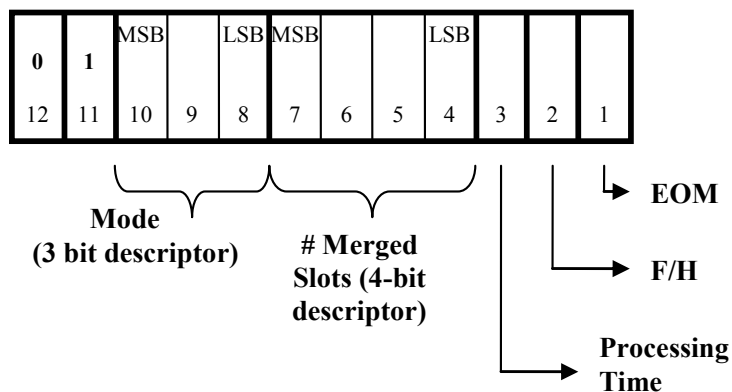 MSB LSB MSB LSB
0 1
12 11 10 9 8 7 6 5 4 3 2 1
Mode
(3 bit descriptor)
# Merged
Slots (4-bit
descriptor)
EOM
F/H
Processing
Time